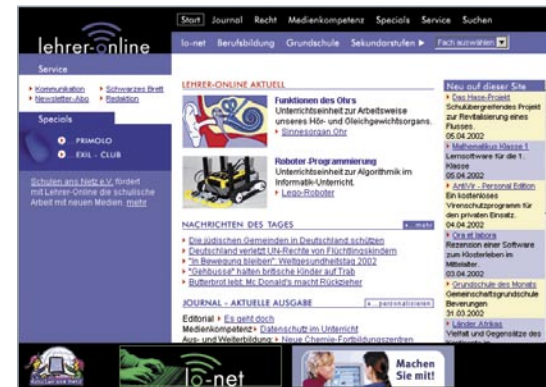 Start Journal Recht Medienkompetenz Specials Service Suchen
lehrer-online
lo-net Berufsbildung Grundschule Sekundarstufen Fach auswählen
Service
Kommunikation Schwarzes Brett
Newsletter-Abo Redaktion
Specials
PRIMOLO
EXIL - CLUB
Schulen ans Netz e.V. fördert
mit Lehrer-Online die schulische
Arbeit mit neuen Medien. mehr
LEHRER-ONLINE AKTUELL
Funktionen des Ohrs
Unterrichtseinheit zur Arbeitsweise
unseres Hör- und Gleichgewichtsorgans.
Sinnesorgan Ohr
Roboter-Programmierung
Unterrichtseinheit zur Algorithmik im
Informatik-Unterricht.
Lego-Roboter
NACHRICHTEN DES TAGES
...mehr
Die jüdischen Gemeinden in Deutschland schützen
Deutschland verletzt UN-Rechte von Flüchtlingskindern
"In Bewegung bleiben": Weltgesundheitstag 2002
"Gehbusse" halten britische Kinder auf Trab
Butterbrot lebt: Mc Donald's macht Rückzieher
JOURNAL - AKTUELLE AUSGABE
...personalisieren
Editorial Es geht doch
Medienkompetenz Datenschutz im Unterricht
Aus- und Weiterbildung: Neue Chemie-Fortbildungszentren
Neu auf dieser Site
Das Hase-Projekt
Schulübergreifendes Projekt
zur Revitalisierung eines
Flusses.
05.04.2002
Mathematikus Klasse 1
Lernsoftware für die 1.
Klasse
05.04.2002
AntiVir - Personal Edition
Ein kostenloses
Virenschutzprogramm für
den privaten Einsatz.
04.04.2002
Ora et labora
Rezension einer Software
zum Klosterleben im
Mittelalter.
03.04.2002
Grundschule des Monats
Gemeinschaftsgrundschule
Beverungen
31.03.2002
Länder Afrikas
Vielfalt und Gegensätze des
lo-net
Machen
Sie mit!